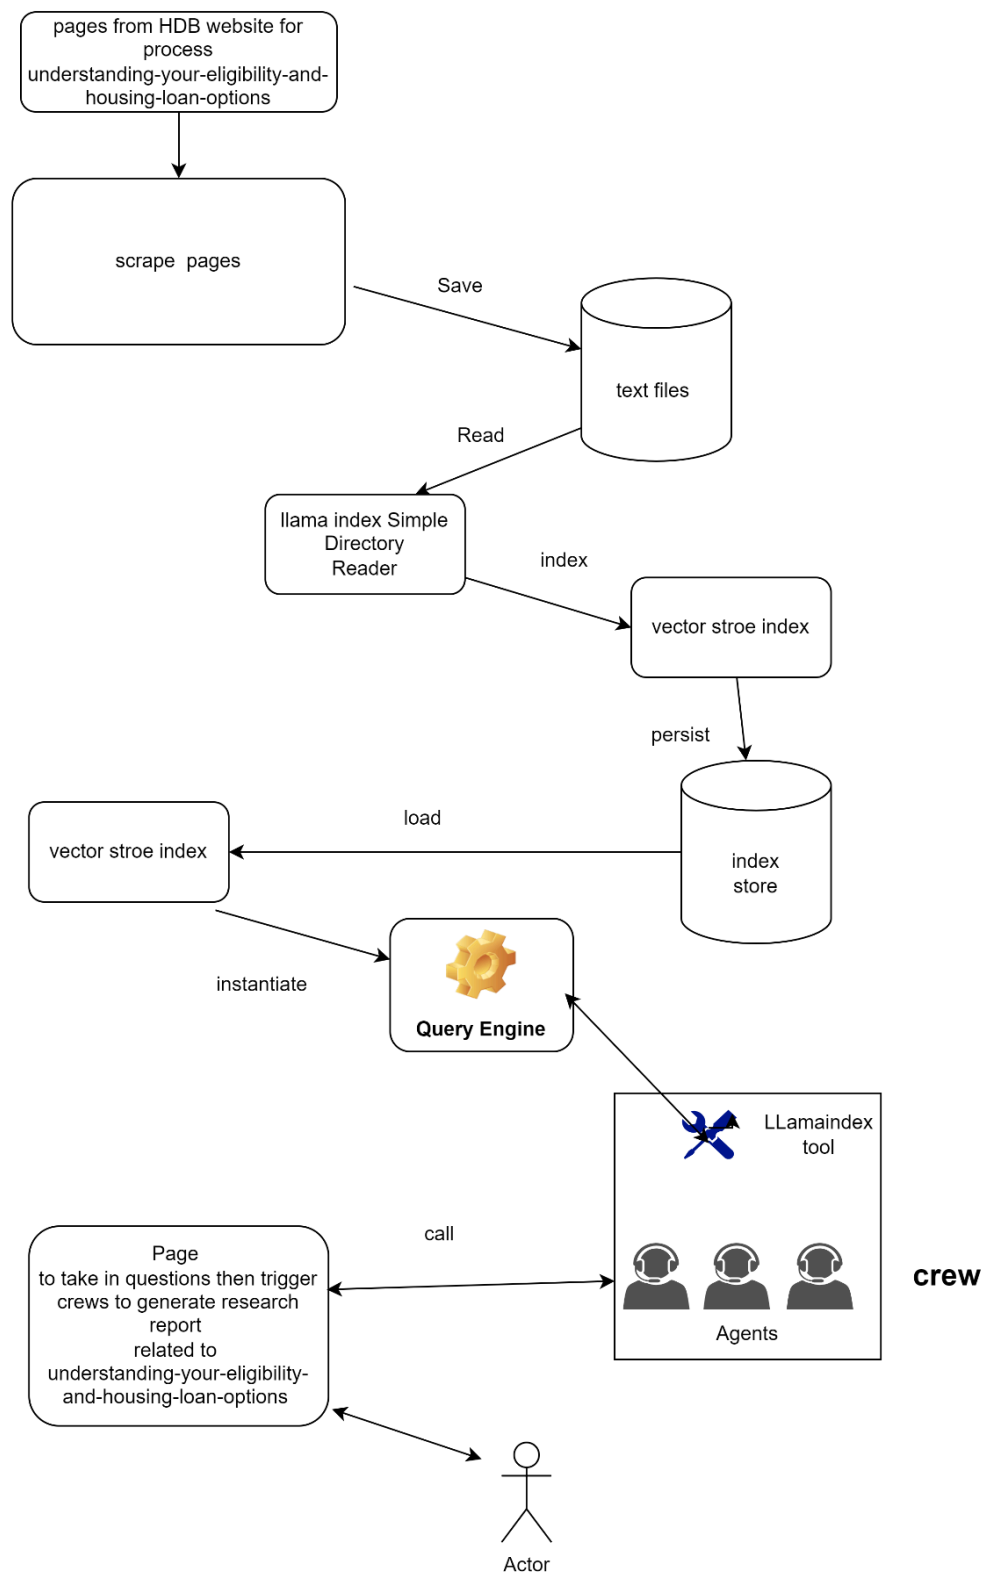 pages from HDB website for
process
understanding-your-eligibility-and-
housing-loan-options
scrape pages
Save
text files
Read
llama index Simple
Directory
Reader
index
vector stroe index
persist
index
store
load
vector stroe index
instantiate
Query Engine
LLamaindex
tool
call
Agents
crew
Page
to take in questions then trigger
crews to generate research
report
related to
understanding-your-eligibility-
and-housing-loan-options
Actor